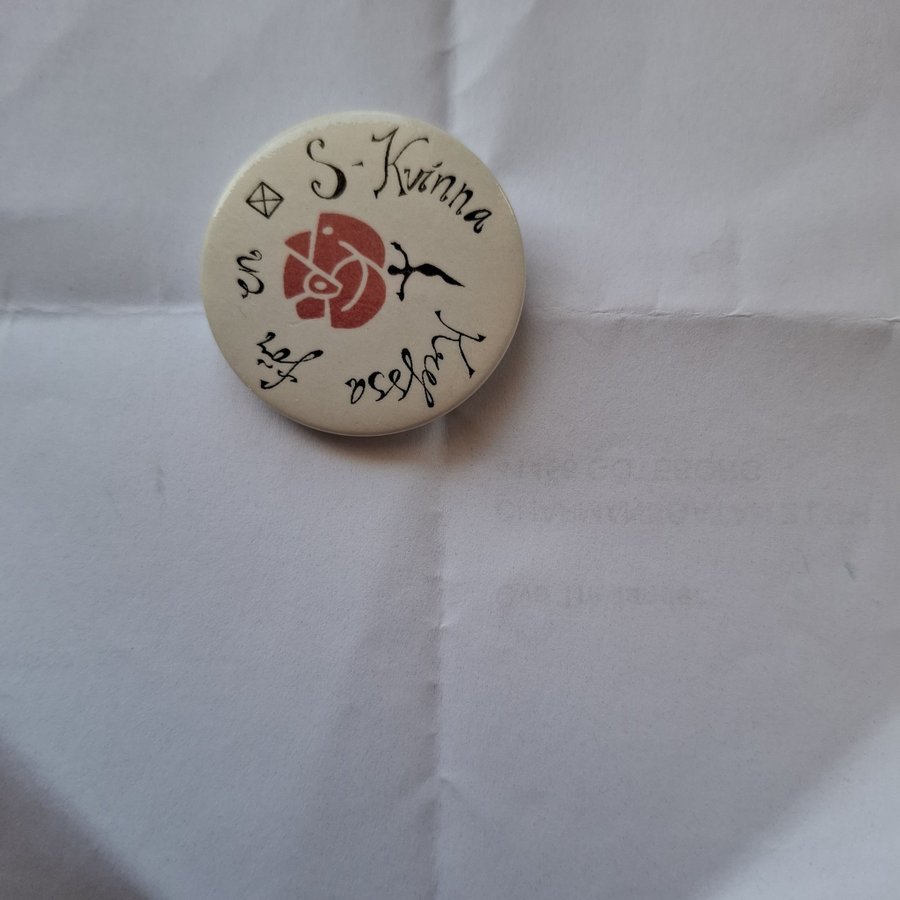 Kryssa för en ☒ S-Kvinna